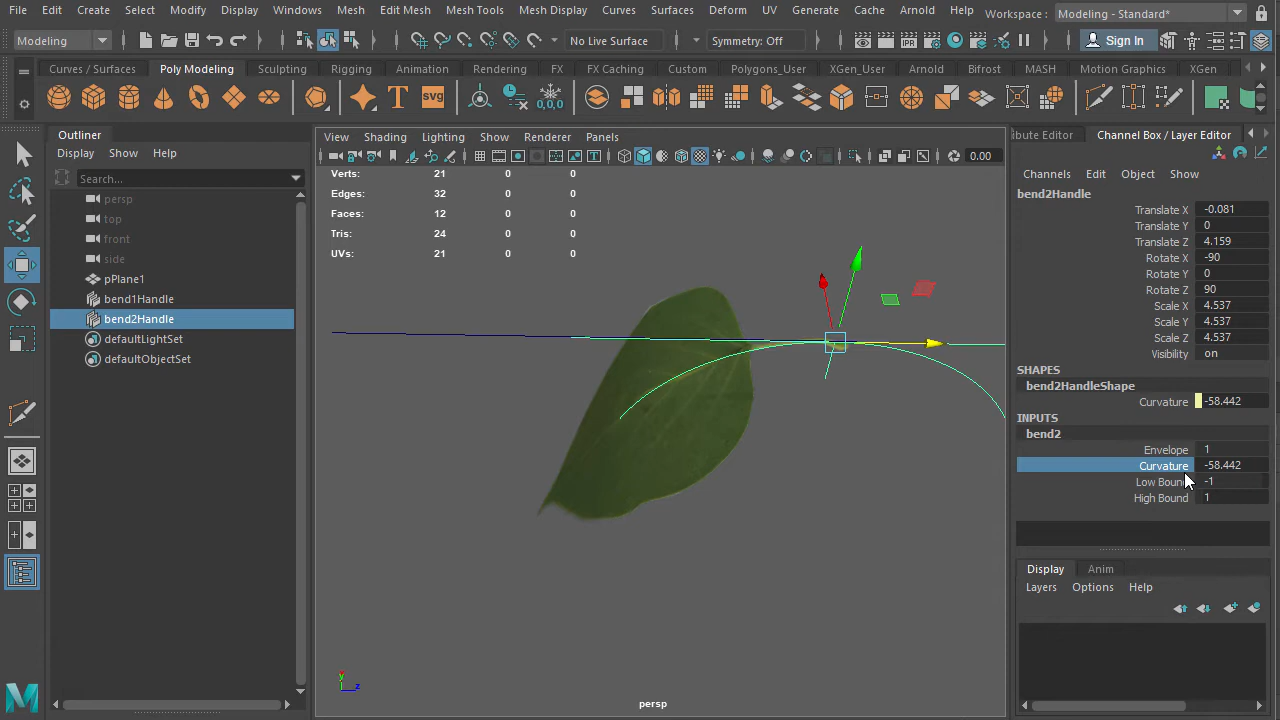 File Edit Create Select Modify Display Windows Mesh Edit Mesh Mesh Tools Mesh Display Curves Surfaces Deform UV Generate Cache Arnold Help Workspace : Modeling - Standard*
Modeling No Live Surface Symmetry: Off IPR Sign In
Curves / Surfaces Poly Modeling Sculpting Rigging Animation Rendering FX FX Caching Custom Polygons_User XGen_User Arnold Bifrost MASH Motion Graphics XGen
T svg 0,0,0
Outliner
Display Show Help
Search...
persp
top
front
side
pPlane1
bend1Handle
bend2Handle
defaultLightSet
defaultObjectSet
View Shading Lighting Show Renderer Panels
0.00
Verts: 21 0 0
Edges: 32 0 0
Faces: 12 0 0
Tris: 24 0 0
UVs: 21 0 0
y
z
persp
bute Editor Channel Box / Layer Editor
Channels Edit Object Show
bend2Handle
Translate X -0.081
Translate Y 0
Translate Z 4.159
Rotate X -90
Rotate Y 0
Rotate Z 90
Scale X 4.537
Scale Y 4.537
Scale Z 4.537
Visibility on
SHAPES
bend2HandleShape
Curvature -58.442
INPUTS
bend2
Envelope 1
Curvature -58.442
Low Bound -1
High Bound 1
Display Anim
Layers Options Help
M